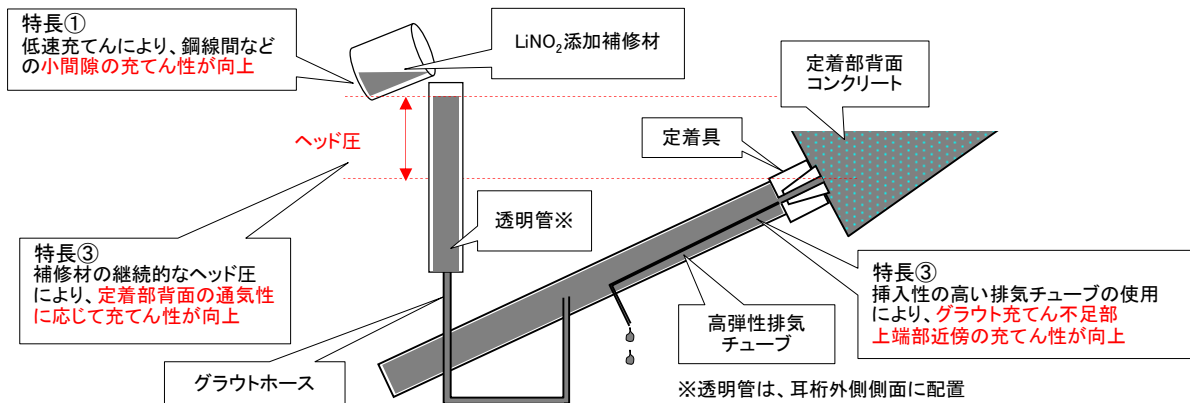 特長①
低速充てんにより、鋼線間など
の小間隙の充てん性が向上
LiNO₂添加補修材
定着部背面
コンクリート
ヘッド圧
定着具
透明管※
特長③
補修材の継続的なヘッド圧
により、定着部背面の通気性
に応じて充てん性が向上
特長③
挿入性の高い排気チューブの使用
により、グラウト充てん不足部
上端部近傍の充てん性が向上
高弾性排気
チューブ
グラウトホース
※透明管は、耳桁外側側面に配置